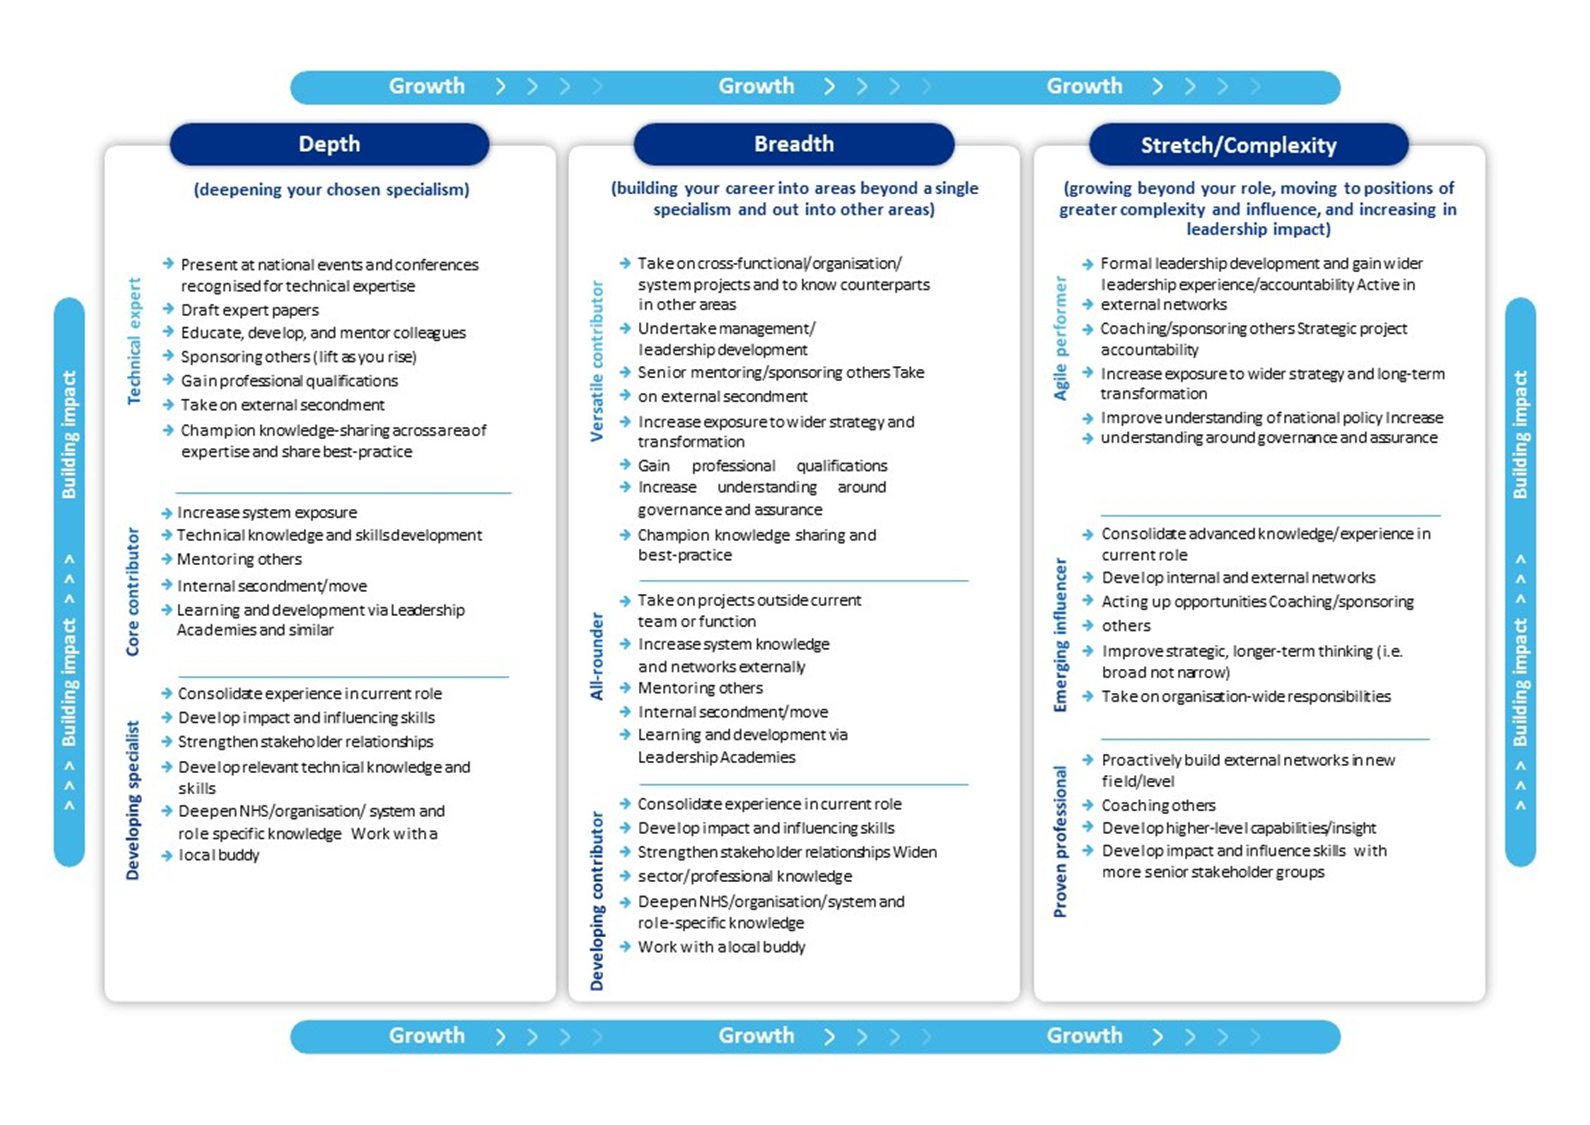 Growth Growth Growth
Depth
(deepening your chosen specialism)
Technical expert
Present at national events and conferences
recognised for technical expertise
Draft expert papers
Educate, develop, and mentor colleagues
Sponsoring others (lift as you rise)
Gain professional qualifications
Take on external secondment
Champion knowledge-sharing across area of
expertise and share best-practice
Core contributor
Increase system exposure
Technical knowledge and skills development
Mentoring others
Internal secondment/move
Learning and development via Leadership
Academies and similar
Developing specialist
Consolidate experience in current role
Develop impact and influencing skills
Strengthen stakeholder relationships
Develop relevant technical knowledge and
skills
Deepen NHS/organisation/ system and
role specific knowledge Work with a
local buddy
Breadth
(building your career into areas beyond a single
specialism and out into other areas)
Versatile contributor
Take on cross-functional/organisation/
system projects and to know counterparts
in other areas
Undertake management/
leadership development
Senior mentoring/sponsoring others Take
on external secondment
Increase exposure to wider strategy and
transformation
Gain professional qualifications
Increase understanding around
governance and assurance
Champion knowledge sharing and
best-practice
All-rounder
Take on projects outside current
team or function
Increase system knowledge
and networks externally
Mentoring others
Internal secondment/move
Learning and development via
Leadership Academies
Developing contributor
Consolidate experience in current role
Develop impact and influencing skills
Strengthen stakeholder relationships Widen
sector/professional knowledge
Deepen NHS/organisation/system and
role-specific knowledge
Work with a local buddy
Stretch/Complexity
(growing beyond your role, moving to positions of
greater complexity and influence, and increasing in
leadership impact)
Agile performer
Formal leadership development and gain wider
leadership experience/accountability Active in
external networks
Coaching/sponsoring others Strategic project
accountability
Increase exposure to wider strategy and long-term
transformation
Improve understanding of national policy Increase
understanding around governance and assurance
Emerging influencer
Consolidate advanced knowledge/experience in
current role
Develop internal and external networks
Acting up opportunities Coaching/sponsoring
others
Improve strategic, longer-term thinking (i.e.
broad not narrow)
Take on organisation-wide responsibilities
Proven professional
Proactively build external networks in new
field/level
Coaching others
Develop higher-level capabilities/insight
Develop impact and influence skills with
more senior stakeholder groups
Building impact Building impact
Building impact Building impact
Growth Growth Growth